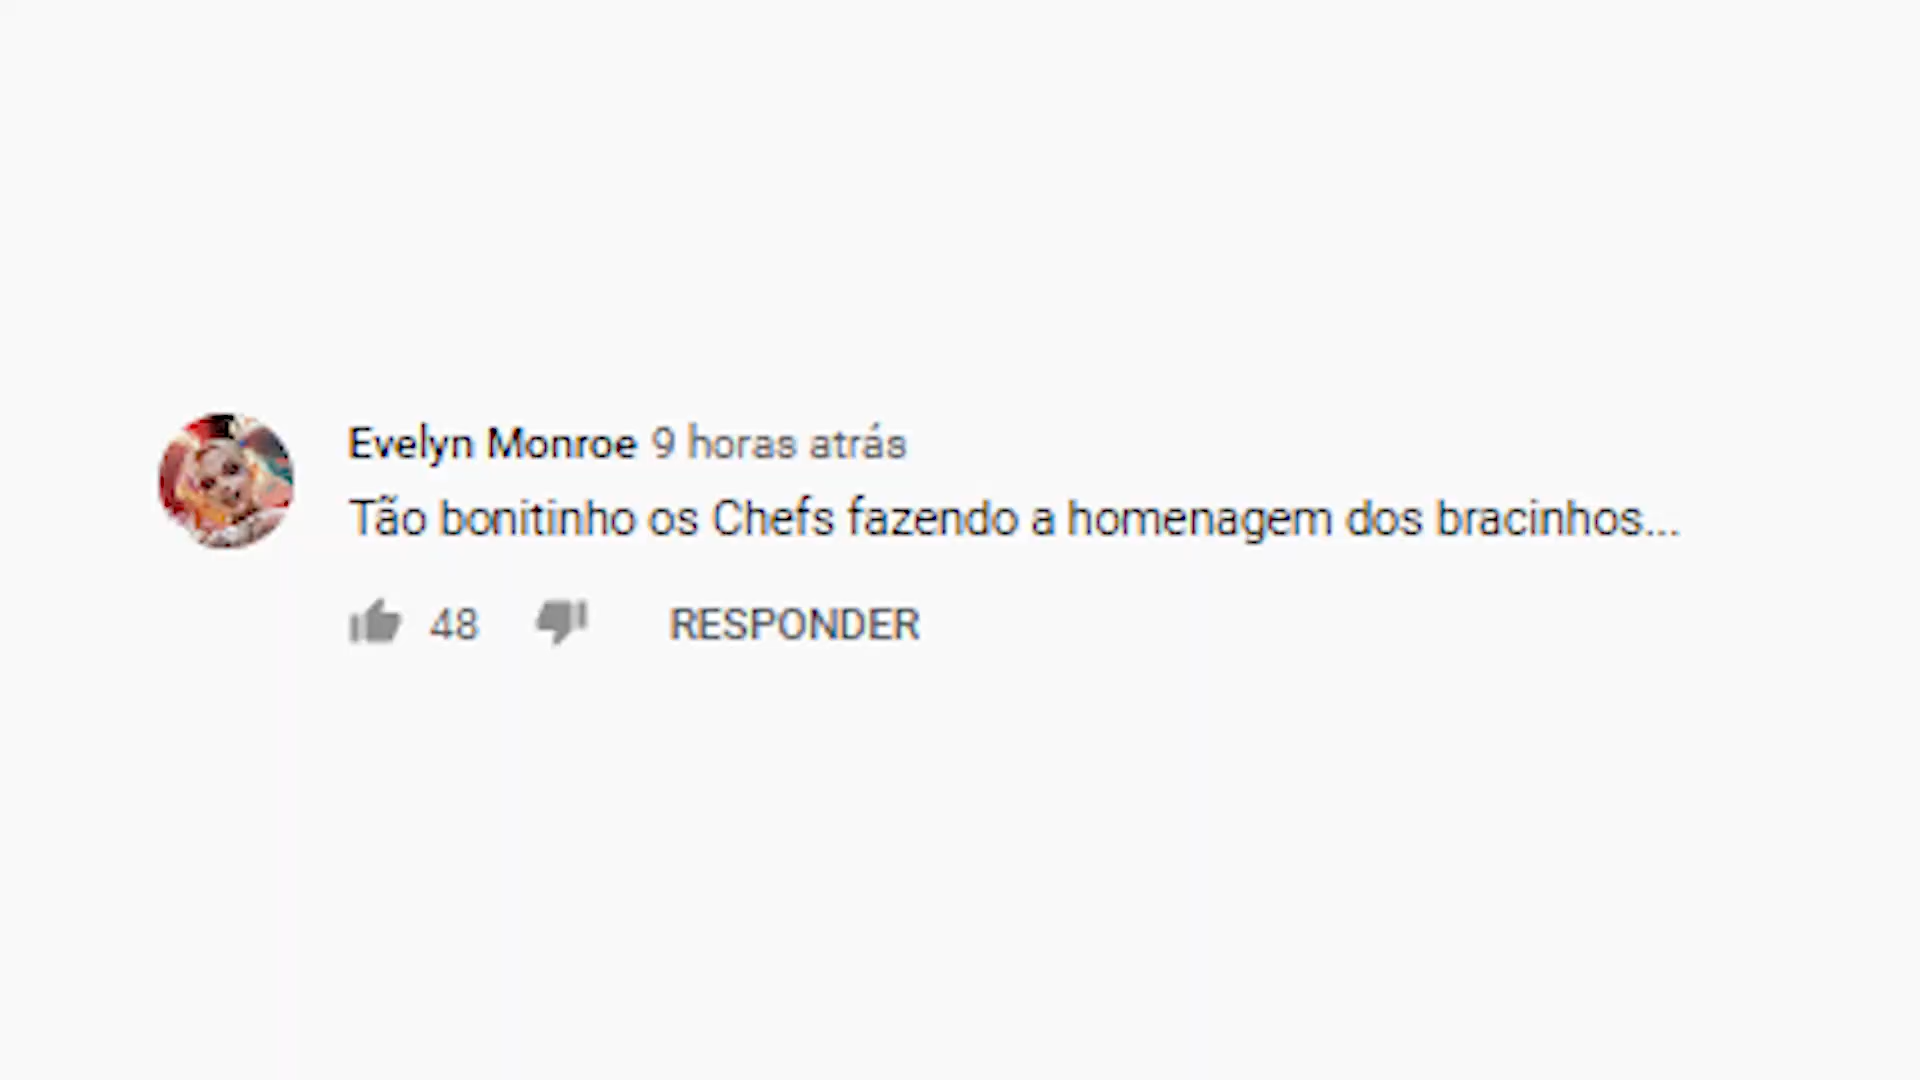 Evelyn Monroe 9 horas atrás
Tão bonitinho os Chefs fazendo a homenagem dos bracinhos...
48 RESPONDER